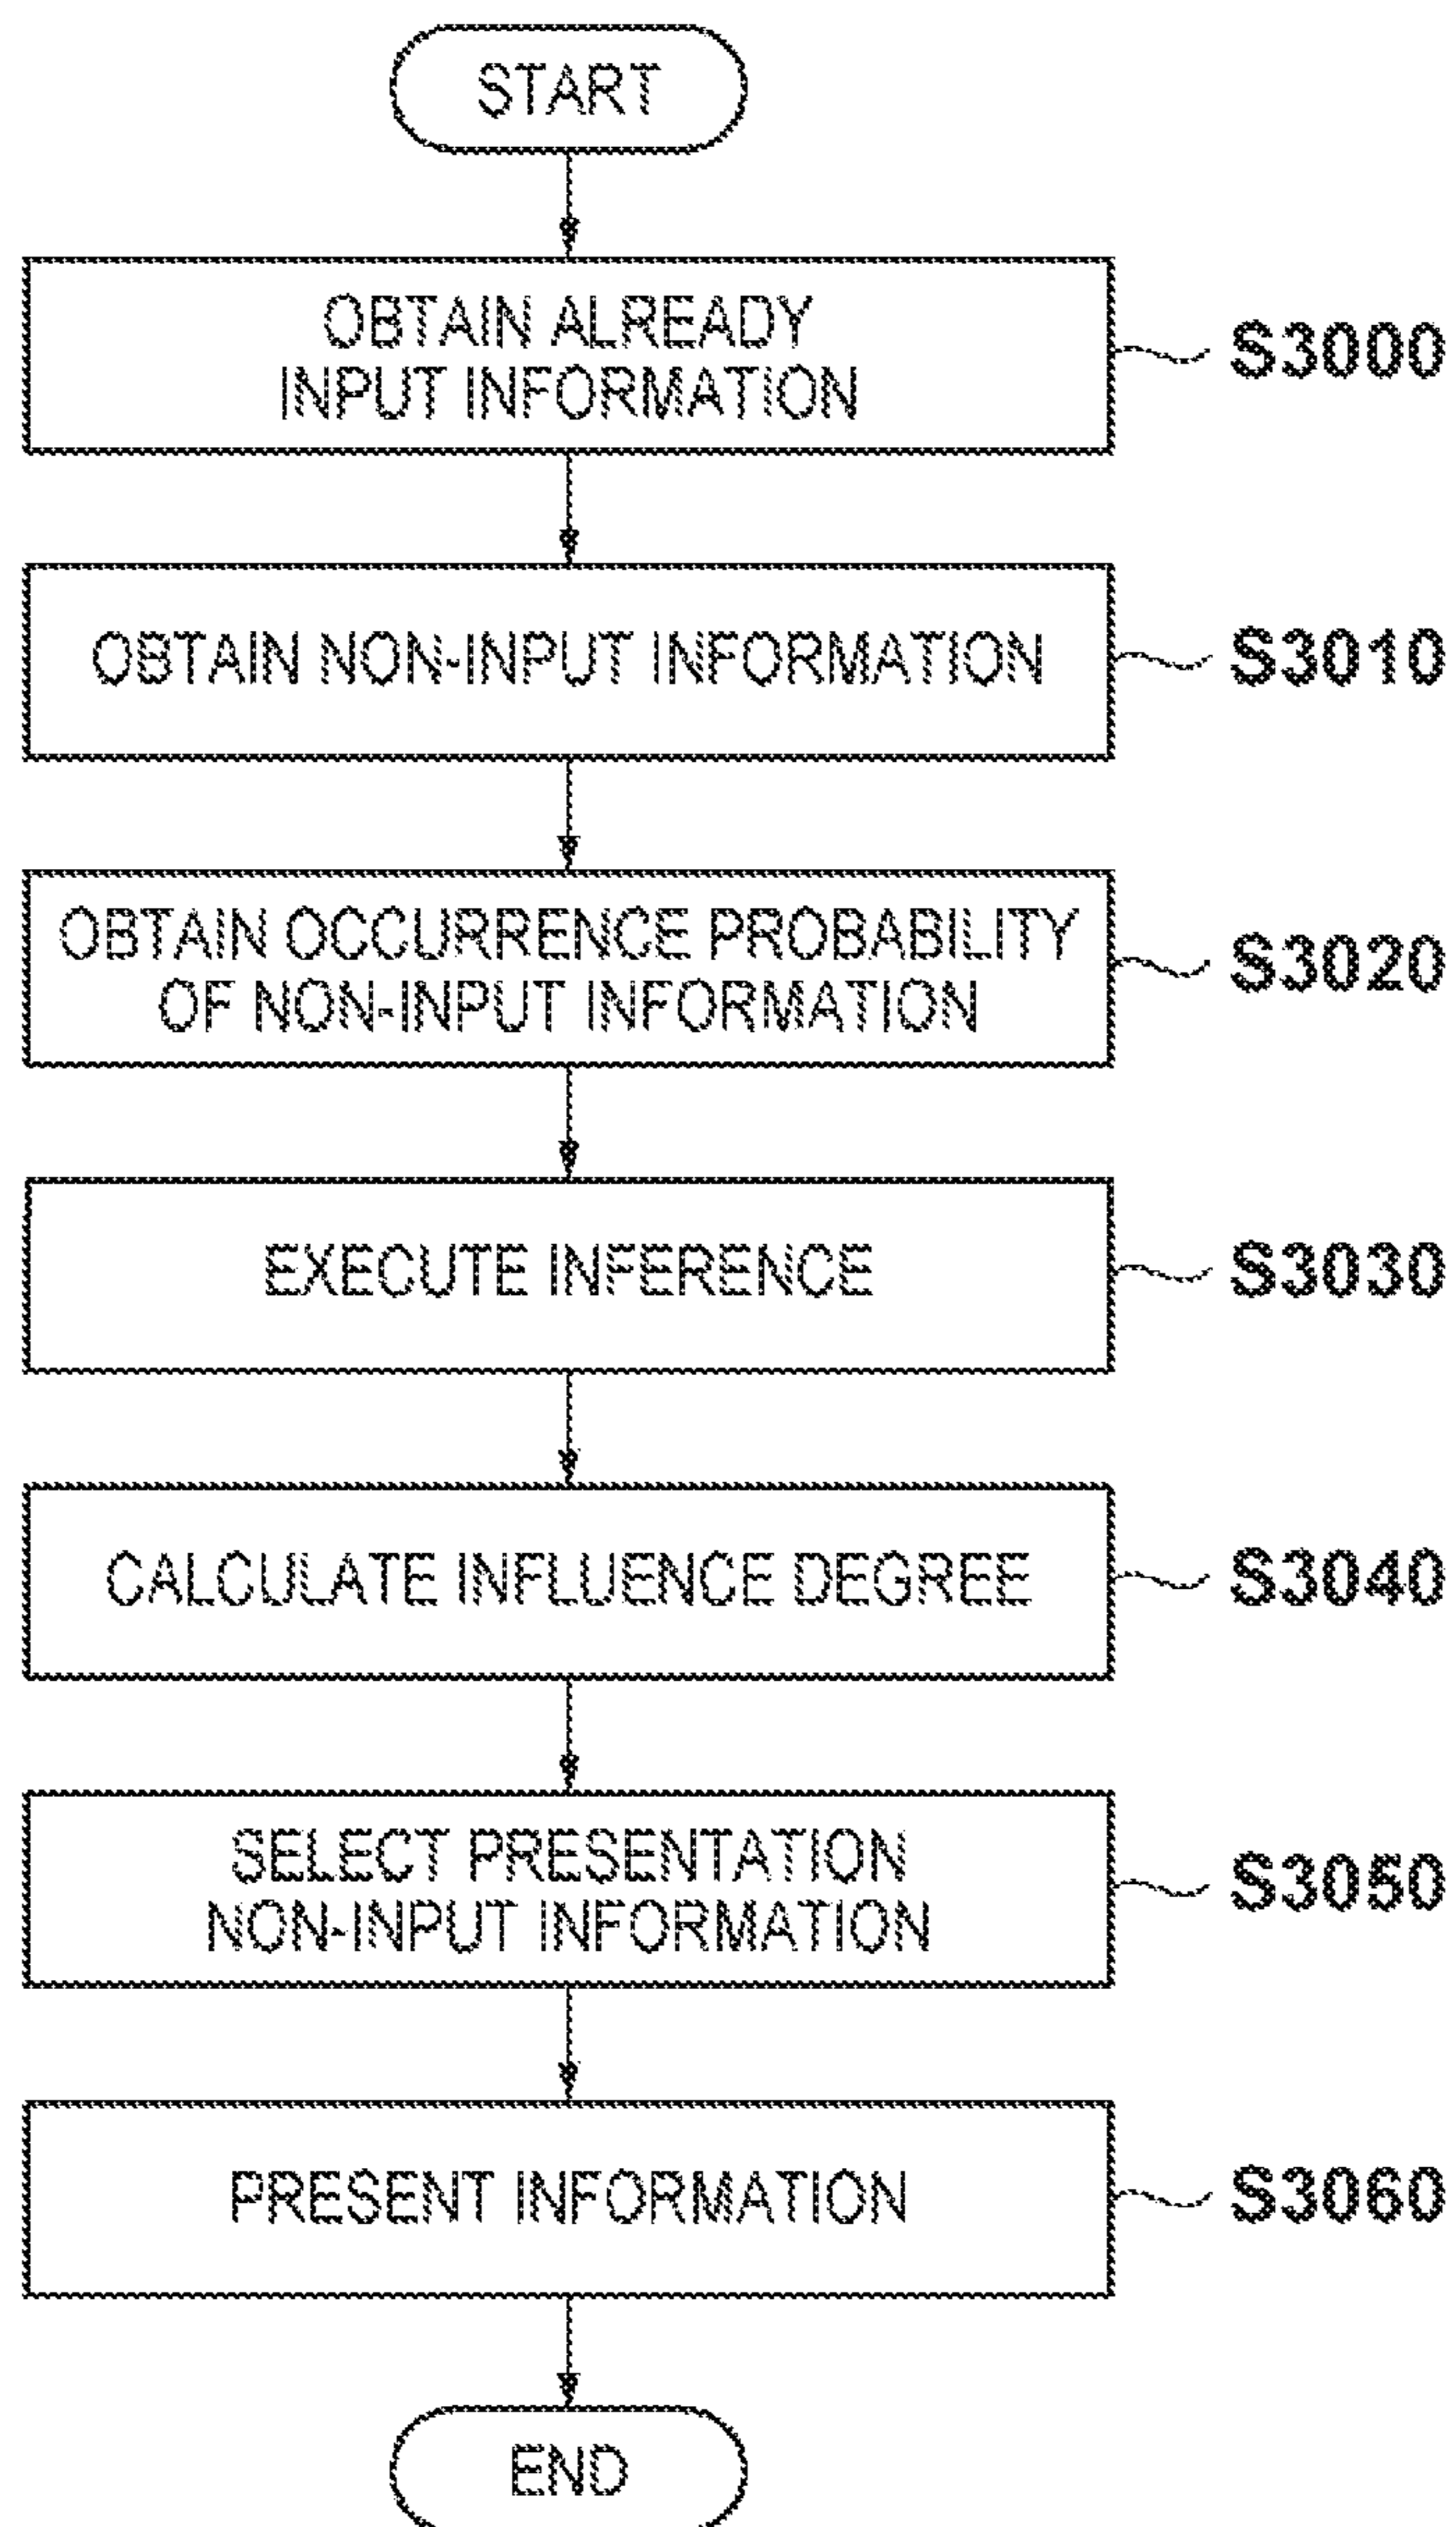 START
OBTAIN ALREADY
INPUT INFORMATION
S3000
OBTAIN NON-INPUT INFORMATION
S3010
OBTAIN OCCURRENCE PROBABILITY
OF NON-INPUT INFORMATION
S3020
EXECUTE INFERENCE
S3030
CALCULATE INFLUENCE DEGREE
S3040
SELECT PRESENTATION
NON-INPUT INFORMATION
S3050
PRESENT INFORMATION
S3060
END